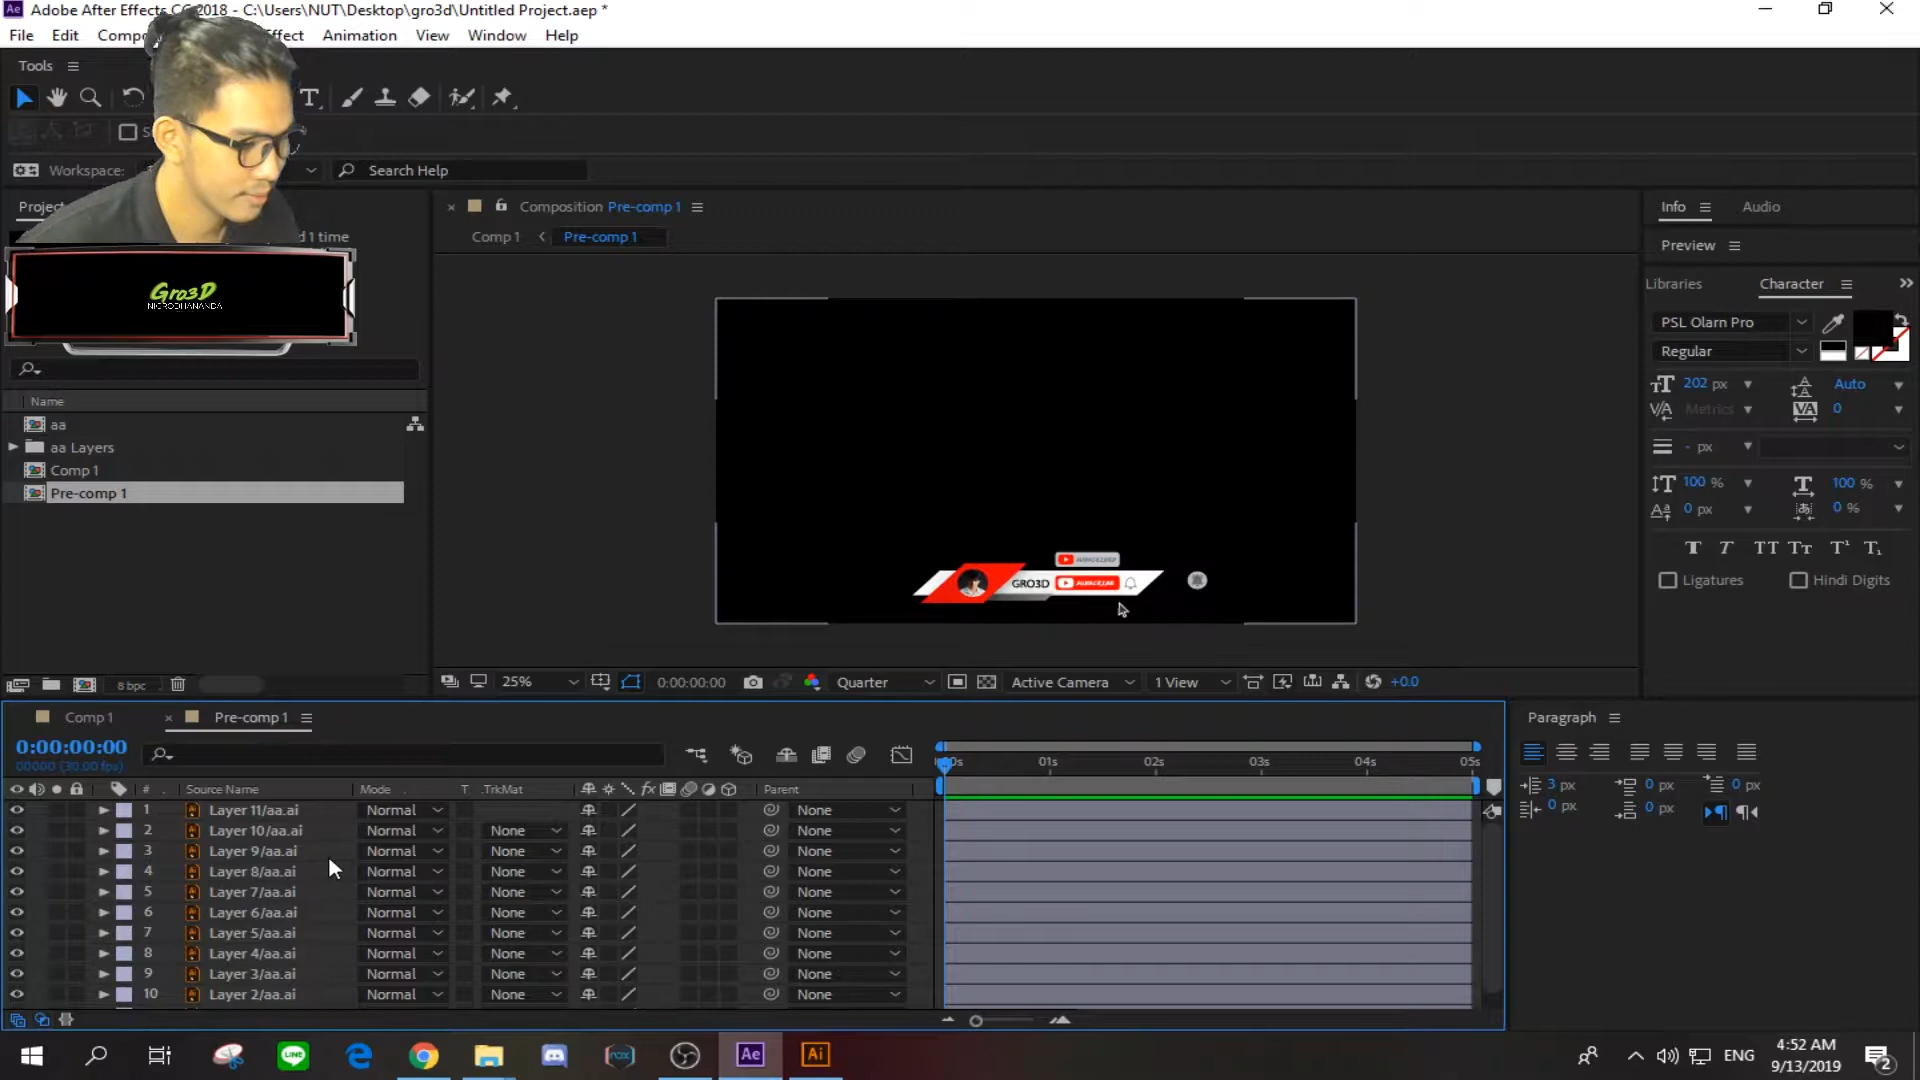 Adobe After Effects CC 2018 - C:\Users\NUT\Desktop\gro3d\Untitled Project.aep *
File Edit Compo ffect Animation View Window Help
Tools
Workspace:
Search Help
Project
d 1 time
Gro3D
NIGRODHANANDA
Name
aa
aa Layers
Comp 1
Pre-comp 1
8 bpc
Composition Pre-comp 1
Comp 1
Pre-comp 1
GRO3D
25%
0:00:00:00
Quarter
Active Camera
1 View
+0.0
Info Audio
Preview
Libraries Character
PSL Olarn Pro
Regular
202 px Auto
Metrics 0
- px
100 % 100 %
0 px 0 %
Ligatures Hindi Digits
Comp 1 Pre-comp 1
0:00:00:00
00000 (30.00 fps)
01s 02s 03s 04s 05s
# Source Name Mode T .TrkMat Parent
1 Layer 11/aa.ai Normal None
2 Layer 10/aa.ai Normal None None
3 Layer 9/aa.ai Normal None None
4 Layer 8/aa.ai Normal None None
5 Layer 7/aa.ai Normal None None
6 Layer 6/aa.ai Normal None None
7 Layer 5/aa.ai Normal None None
8 Layer 4/aa.ai Normal None None
9 Layer 3/aa.ai Normal None None
10 Layer 2/aa.ai Normal None None
Paragraph
3 px 0 px 0 px
0 px 0 px
ENG
4:52 AM
9/13/2019
2